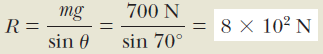 R = mg / sin θ = 700 N / sin 70° = 8 × 10² N